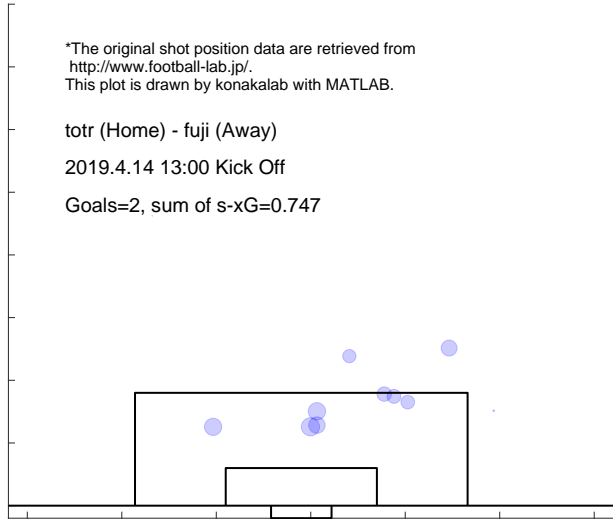 *The original shot position data are retrieved from
http://www.football-lab.jp/.
This plot is drawn by konakalab with MATLAB.
totr (Home) - fuji (Away)
2019.4.14 13:00 Kick Off
Goals=2, sum of s-xG=0.747